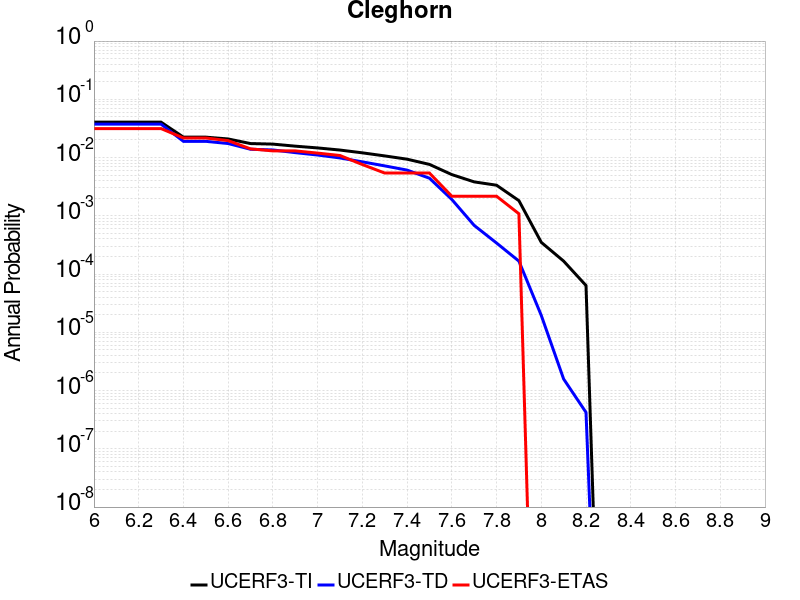 Cleghorn
10^0
10^-1
10^-2
10^-3
10^-4
10^-5
10^-6
10^-7
10^-8
Annual Probability
6 6.2 6.4 6.6 6.8 7 7.2 7.4 7.6 7.8 8 8.2 8.4 8.6 8.8 9
Magnitude
UCERF3-TI UCERF3-TD UCERF3-ETAS